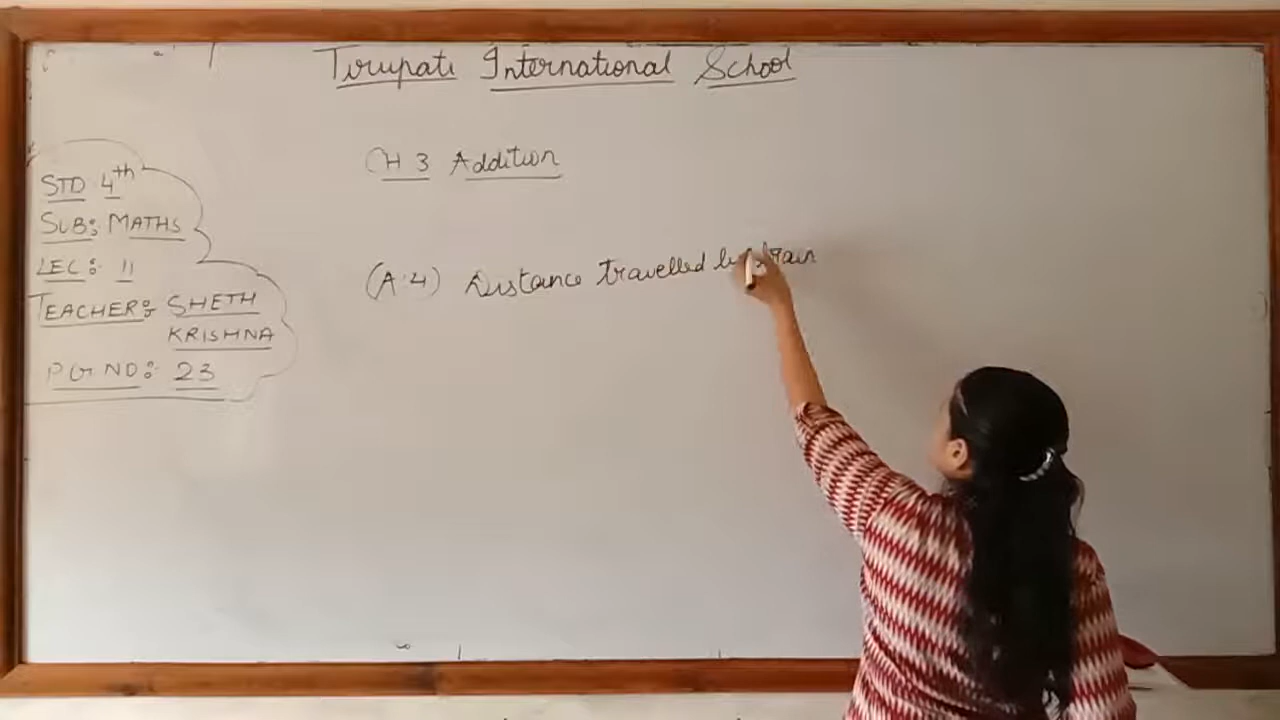 Tirupati International School
CH 3 Addition
STD 4th
SUB: MATHS
LEC: 11
TEACHER: SHETH
KRISHNA
PG NO: 23
(A.4) Distance travelled by train